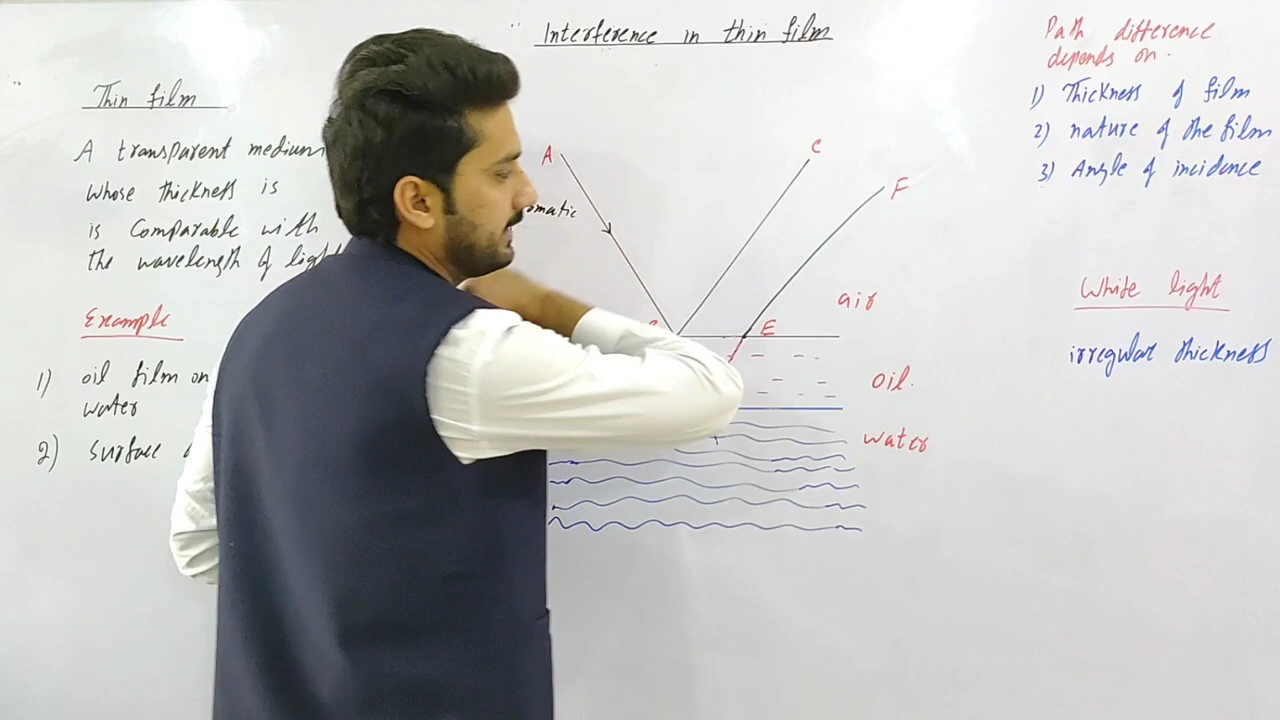 Interference in thin film
Thin film
A transparent medium
whose thickness is
is Comparable with
the wavelength of light
Example
1) oil film on
water
2) surface
A
C
F
E
air
oil.
water
Path difference
depends on.
1) Thickness of film
2) nature of the film
3) Angle of incidence
White light
irregular thickness